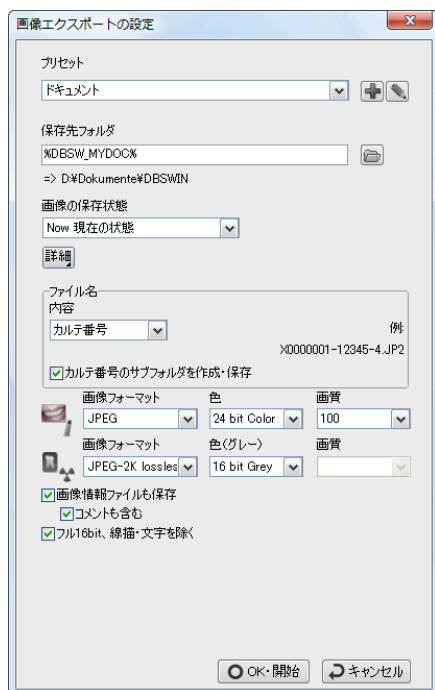 画像エクスポートの設定
プリセット
ドキュメント
保存先フォルダ
%DBSW_MYDOC%
=> D:¥Dokumente¥DBSWIN
画像の保存状態
Now 現在の状態
詳細
ファイル名
内容
カルテ番号
例:
X0000001-12345-4.JP2
カルテ番号のサブフォルダを作成・保存
画像フォーマット 色 画質
JPEG 24 bit Color 100
画像フォーマット 色(グレー) 画質
JPEG-2K lossles 16 bit Grey
画像情報ファイルも保存
コメントも含む
フル16bit、線描・文字を除く
OK・開始 キャンセル